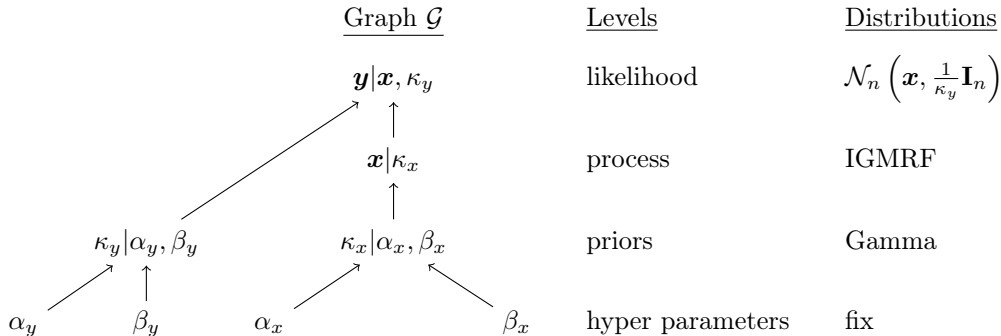 Graph 𝒢 Levels Distributions
𝒚|𝒙, κ_y likelihood 𝒩_n (𝒙, 1/κ_y 𝐈_n)
𝒙|κ_x process IGMRF
κ_y|α_y, β_y κ_x|α_x, β_x priors Gamma
α_y β_y α_x β_x hyper parameters fix